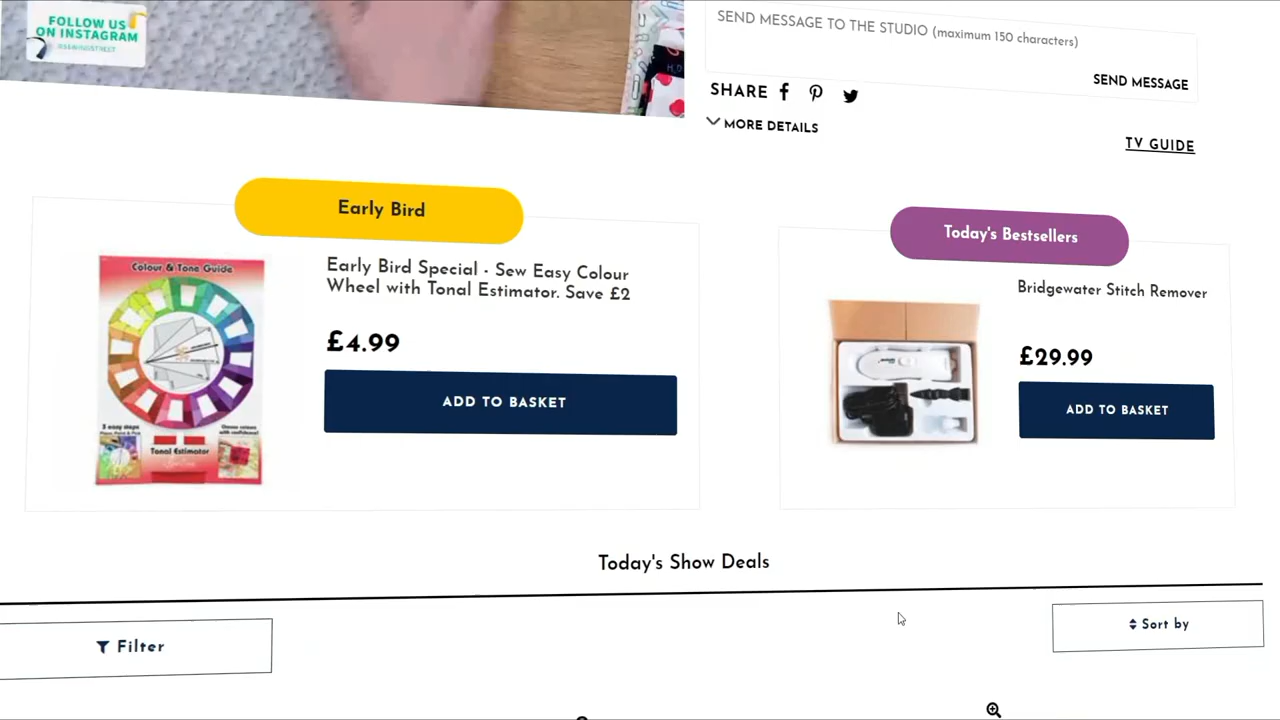 FOLLOW US
ON INSTAGRAM
SEND MESSAGE TO THE STUDIO (maximum 150 characters)
SEND MESSAGE
SHARE
MORE DETAILS
TV GUIDE
Early Bird
Today's Bestsellers
Colour & Tone Guide
Tonal Estimator
Early Bird Special - Sew Easy Colour
Wheel with Tonal Estimator. Save £2
£4.99
ADD TO BASKET
Bridgewater Stitch Remover
£29.99
ADD TO BASKET
Today's Show Deals
Filter
Sort by